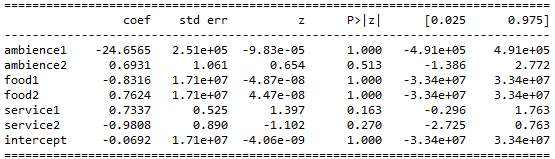 ==============================================================================
                 coef    std err          z      P>|z|      [0.025      0.975]
------------------------------------------------------------------------------
ambience1    -24.6565   2.51e+05  -9.83e-05      1.000   -4.91e+05    4.91e+05
ambience2      0.6931      1.061      0.654      0.513      -1.386       2.772
food1         -0.8316   1.71e+07  -4.87e-08      1.000   -3.34e+07    3.34e+07
food2          0.7624   1.71e+07   4.47e-08      1.000   -3.34e+07    3.34e+07
service1       0.7337      0.525      1.397      0.163      -0.296       1.763
service2      -0.9808      0.890     -1.102      0.270      -2.725       0.763
intercept     -0.0692   1.71e+07  -4.06e-09      1.000   -3.34e+07    3.34e+07
==============================================================================